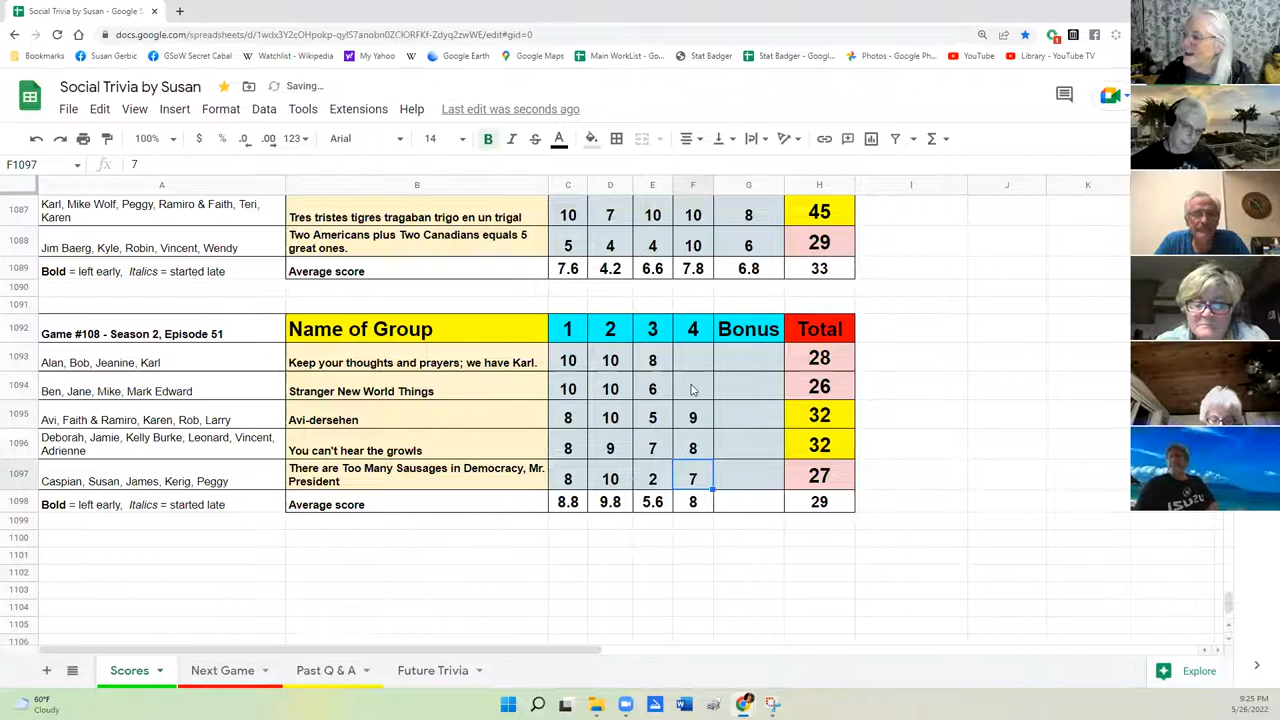 Social Trivia by Susan - Google S
docs.google.com/spreadsheets/d/1wdx3Y2cOHpokp-qyIS7anobn0ZClORFKf-Zdyq2zwWE/edit#gid=0
Bookmarks Susan Gerbic GSoW Secret Cabal Watchlist - Wikipedia My Yahoo Google Earth Google Maps Main WorkList - Go... Stat Badger Stat Badger - Googl... Photos - Google Ph... YouTube Library - YouTube TV
Social Trivia by Susan Saving...
File Edit View Insert Format Data Tools Extensions Help Last edit was seconds ago
100% $ % .0 .00 123 Arial 14 B I S A
F1097 fx 7
A B C D E F G H I J K
1087 Karl, Mike Wolf, Peggy, Ramiro & Faith, Teri, Karen Tres tristes tigres tragaban trigo en un trigal 10 7 10 10 8 45
1088 Jim Baerg, Kyle, Robin, Vincent, Wendy Two Americans plus Two Canadians equals 5 great ones. 5 4 4 10 6 29
1089 Bold = left early, Italics = started late Average score 7.6 4.2 6.6 7.8 6.8 33
1090
1091
1092 Game #108 - Season 2, Episode 51 Name of Group 1 2 3 4 Bonus Total
1093 Alan, Bob, Jeanine, Karl Keep your thoughts and prayers; we have Karl. 10 10 8 28
1094 Ben, Jane, Mike, Mark Edward Stranger New World Things 10 10 6 26
1095 Avi, Faith & Ramiro, Karen, Rob, Larry Avi-dersehen 8 10 5 9 32
1096 Deborah, Jamie, Kelly Burke, Leonard, Vincent, Adrienne You can't hear the growls 8 9 7 8 32
1097 Caspian, Susan, James, Kerig, Peggy There are Too Many Sausages in Democracy, Mr. President 8 10 2 7 27
1098 Bold = left early, Italics = started late Average score 8.8 9.8 5.6 8 29
1099
1100
1101
1102
1103
1104
1105
1106
Scores Next Game Past Q & A Future Trivia Explore
60°F
Cloudy
9:25 PM
5/26/2022
ISUZU